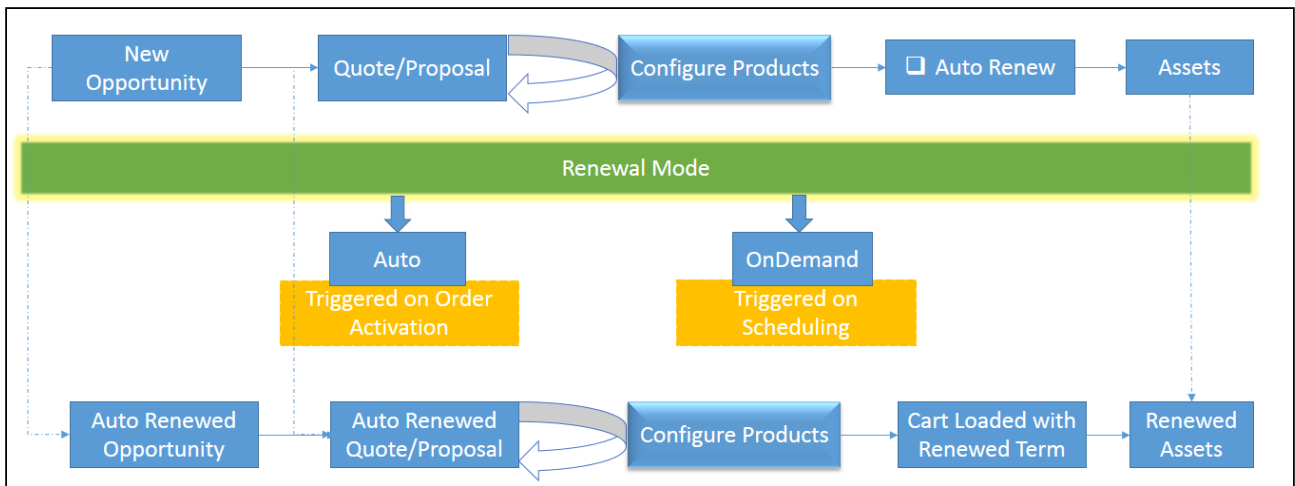 New
Opportunity
Quote/Proposal
Configure Products
❑ Auto Renew
Assets
Renewal Mode
Auto
Triggered on Order
Activation
OnDemand
Triggered on
Scheduling
Auto Renewed
Opportunity
Auto Renewed
Quote/Proposal
Configure Products
Cart Loaded with
Renewed Term
Renewed
Assets